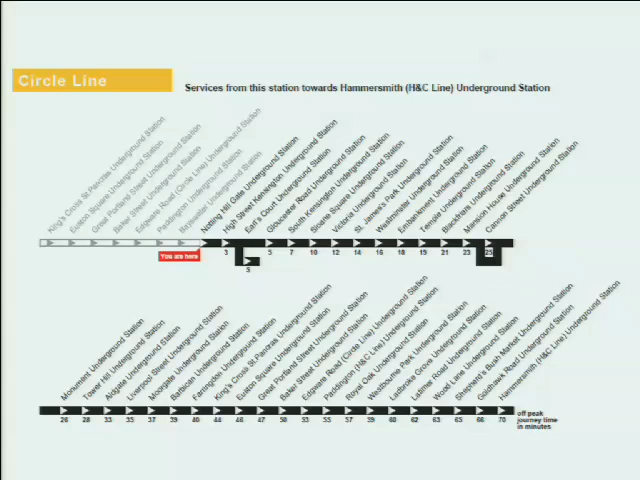 Circle Line
Services from this station towards Hammersmith (H&C Line) Underground Station
King's Cross St.Pancras Underground Station
Euston Square Underground Station
Great Portland Street Underground Station
Baker Street Underground Station
Edgware Road (Circle Line) Underground Station
Paddington Underground Station
Bayswater Underground Station
Notting Hill Gate Underground Station
High Street Kensington Underground Station
Earl's Court Underground Station
Gloucester Road Underground Station
South Kensington Underground Station
Sloane Square Underground Station
Victoria Underground Station
St. James's Park Underground Station
Westminster Underground Station
Embankment Underground Station
Temple Underground Station
Blackfriars Underground Station
Mansion House Underground Station
Cannon Street Underground Station
You are here
3 5 7 10 12 14 16 18 19 21 23 25
5
Monument Underground Station
Tower Hill Underground Station
Aldgate Underground Station
Liverpool Street Underground Station
Moorgate Underground Station
Barbican Underground Station
Farringdon Underground Station
King's Cross St.Pancras Underground Station
Euston Square Underground Station
Great Portland Street Underground Station
Baker Street Underground Station
Edgware Road (Circle Line) Underground Station
Paddington (H&C Line) Underground Station
Royal Oak Underground Station
Westbourne Park Underground Station
Ladbroke Grove Underground Station
Latimer Road Underground Station
Wood Lane Underground Station
Shepherd's Bush Market Underground Station
Goldhawk Road Underground Station
Hammersmith (H&C Line) Underground Station
26 28 33 35 37 39 40 44 46 47 50 53 55 57 59 60 62 63 65 66 70
off peak
journey time
in minutes